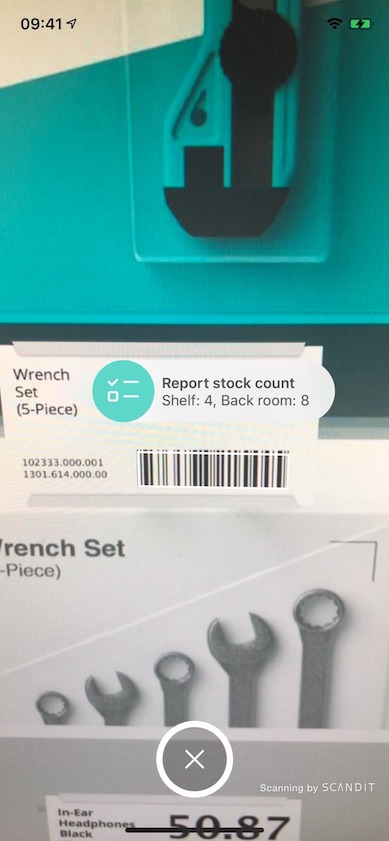 09:41
Wrench
Set
(5-Piece)
Report stock count
Shelf: 4, Back room: 8
102333.000.001
1301.614.000.00
Wrench Set
-Piece)
Scanning by SCANDIT
In-Ear
Headphones
Black
50.87